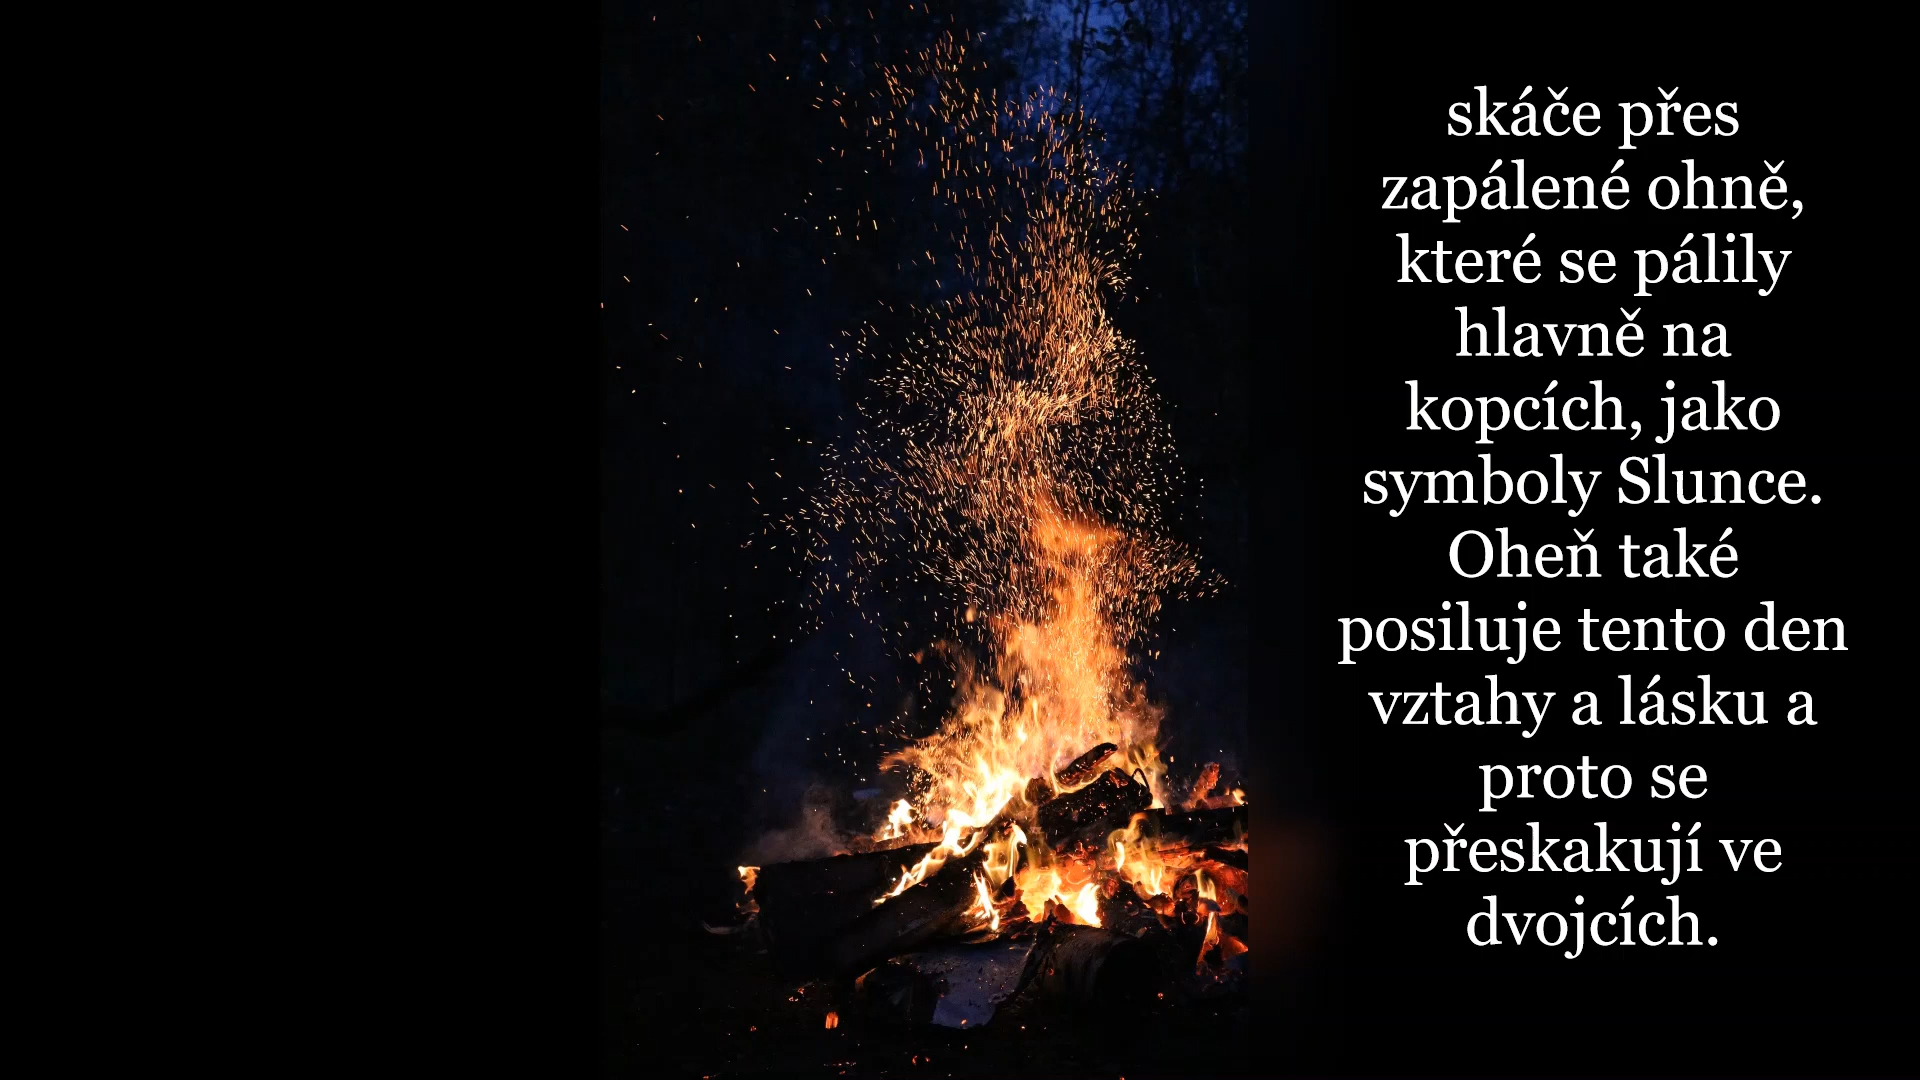 skáče přes
zapálené ohně,
které se pálily
hlavně na
kopcích, jako
symboly Slunce.
Oheň také
posiluje tento den
vztahy a lásku a
proto se
přeskakují ve
dvojcích.